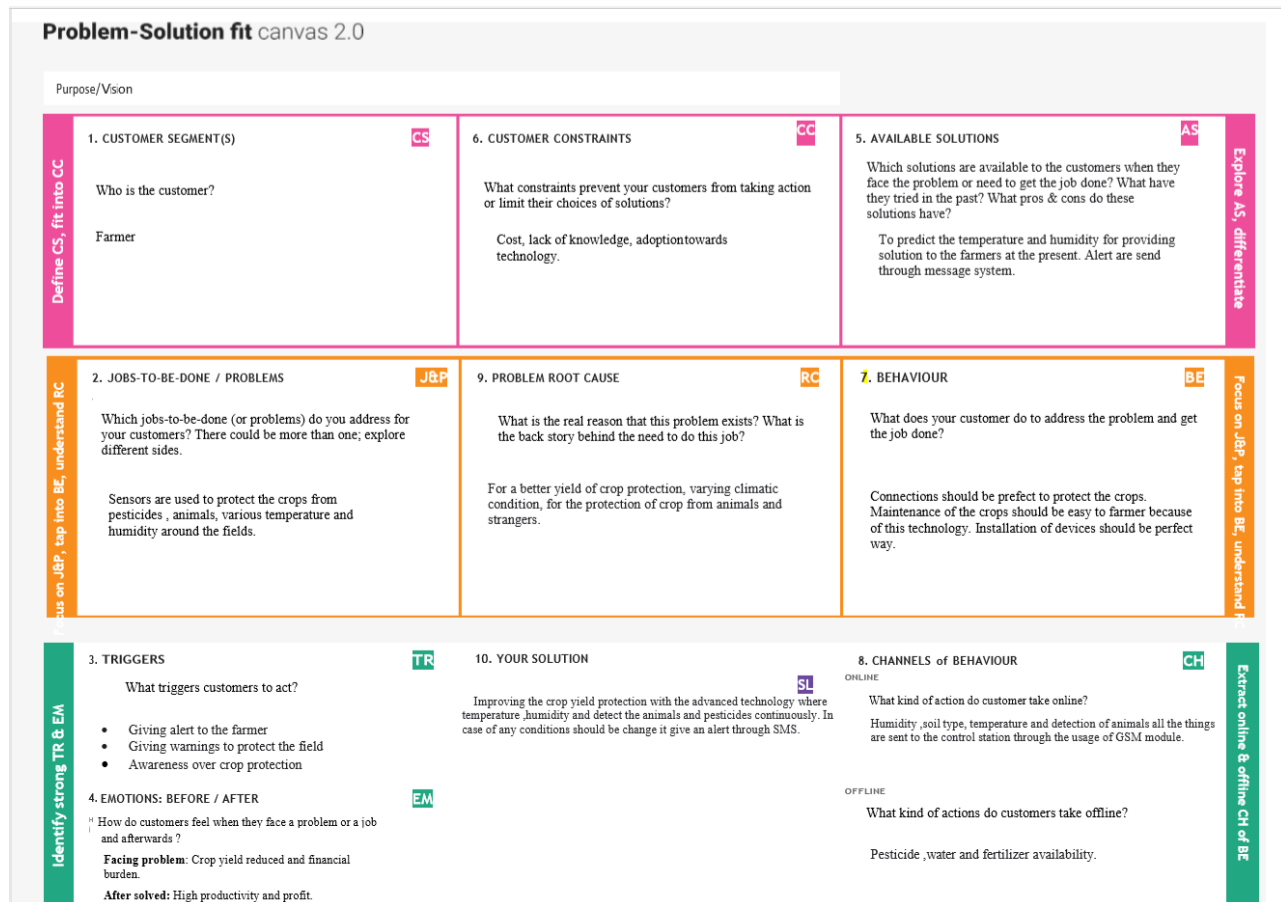 Problem-Solution fit canvas 2.0
Purpose/Vision
Define CS, fit into CC
1. CUSTOMER SEGMENT(S)
CS
Who is the customer?
Farmer
6. CUSTOMER CONSTRAINTS
CC
What constraints prevent your customers from taking action
or limit their choices of solutions?
Cost, lack of knowledge, adoptiontowards
technology.
5. AVAILABLE SOLUTIONS
AS
Which solutions are available to the customers when they
face the problem or need to get the job done? What have
they tried in the past? What pros & cons do these
solutions have?
To predict the temperature and humidity for providing
solution to the farmers at the present. Alert are send
through message system.
Explore AS, differentiate
Focus on J&P, tap into BE, understand RC
2. JOBS-TO-BE-DONE / PROBLEMS
J&P
Which jobs-to-be-done (or problems) do you address for
your customers? There could be more than one; explore
different sides.
Sensors are used to protect the crops from
pesticides , animals, various temperature and
humidity around the fields.
9. PROBLEM ROOT CAUSE
RC
What is the real reason that this problem exists? What is
the back story behind the need to do this job?
For a better yield of crop protection, varying climatic
condition, for the protection of crop from animals and
strangers.
7. BEHAVIOUR
BE
What does your customer do to address the problem and get
the job done?
Connections should be prefect to protect the crops.
Maintenance of the crops should be easy to farmer because
of this technology. Installation of devices should be perfect
way.
Focus on J&P, tap into BE, understand RC
Identify strong TR & EM
3. TRIGGERS
TR
What triggers customers to act?
• Giving alert to the farmer
• Giving warnings to protect the field
• Awareness over crop protection
4. EMOTIONS: BEFORE / AFTER
EM
H
How do customers feel when they face a problem or a job
and afterwards ?
Facing problem: Crop yield reduced and financial
burden.
After solved: High productivity and profit.
10. YOUR SOLUTION
SL
Improving the crop yield protection with the advanced technology where
temperature ,humidity and detect the animals and pesticides continuously. In
case of any conditions should be change it give an alert through SMS.
8. CHANNELS of BEHAVIOUR
CH
ONLINE
What kind of action do customer take online?
Humidity ,soil type, temperature and detection of animals all the things
are sent to the control station through the usage of GSM module.
OFFLINE
What kind of actions do customers take offline?
Pesticide ,water and fertilizer availability.
Extract online & offline CH of BE